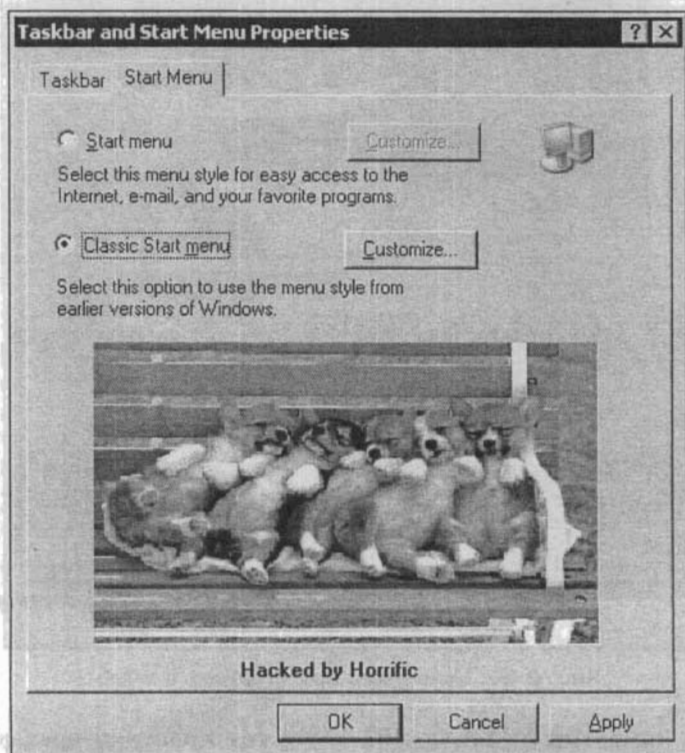 Taskbar and Start Menu Properties
? ×
Taskbar Start Menu
Start menu Customize...
Select this menu style for easy access to the
Internet, e-mail, and your favorite programs.
Classic Start menu Customize...
Select this option to use the menu style from
earlier versions of Windows.
Hacked by Horrific
OK Cancel Apply